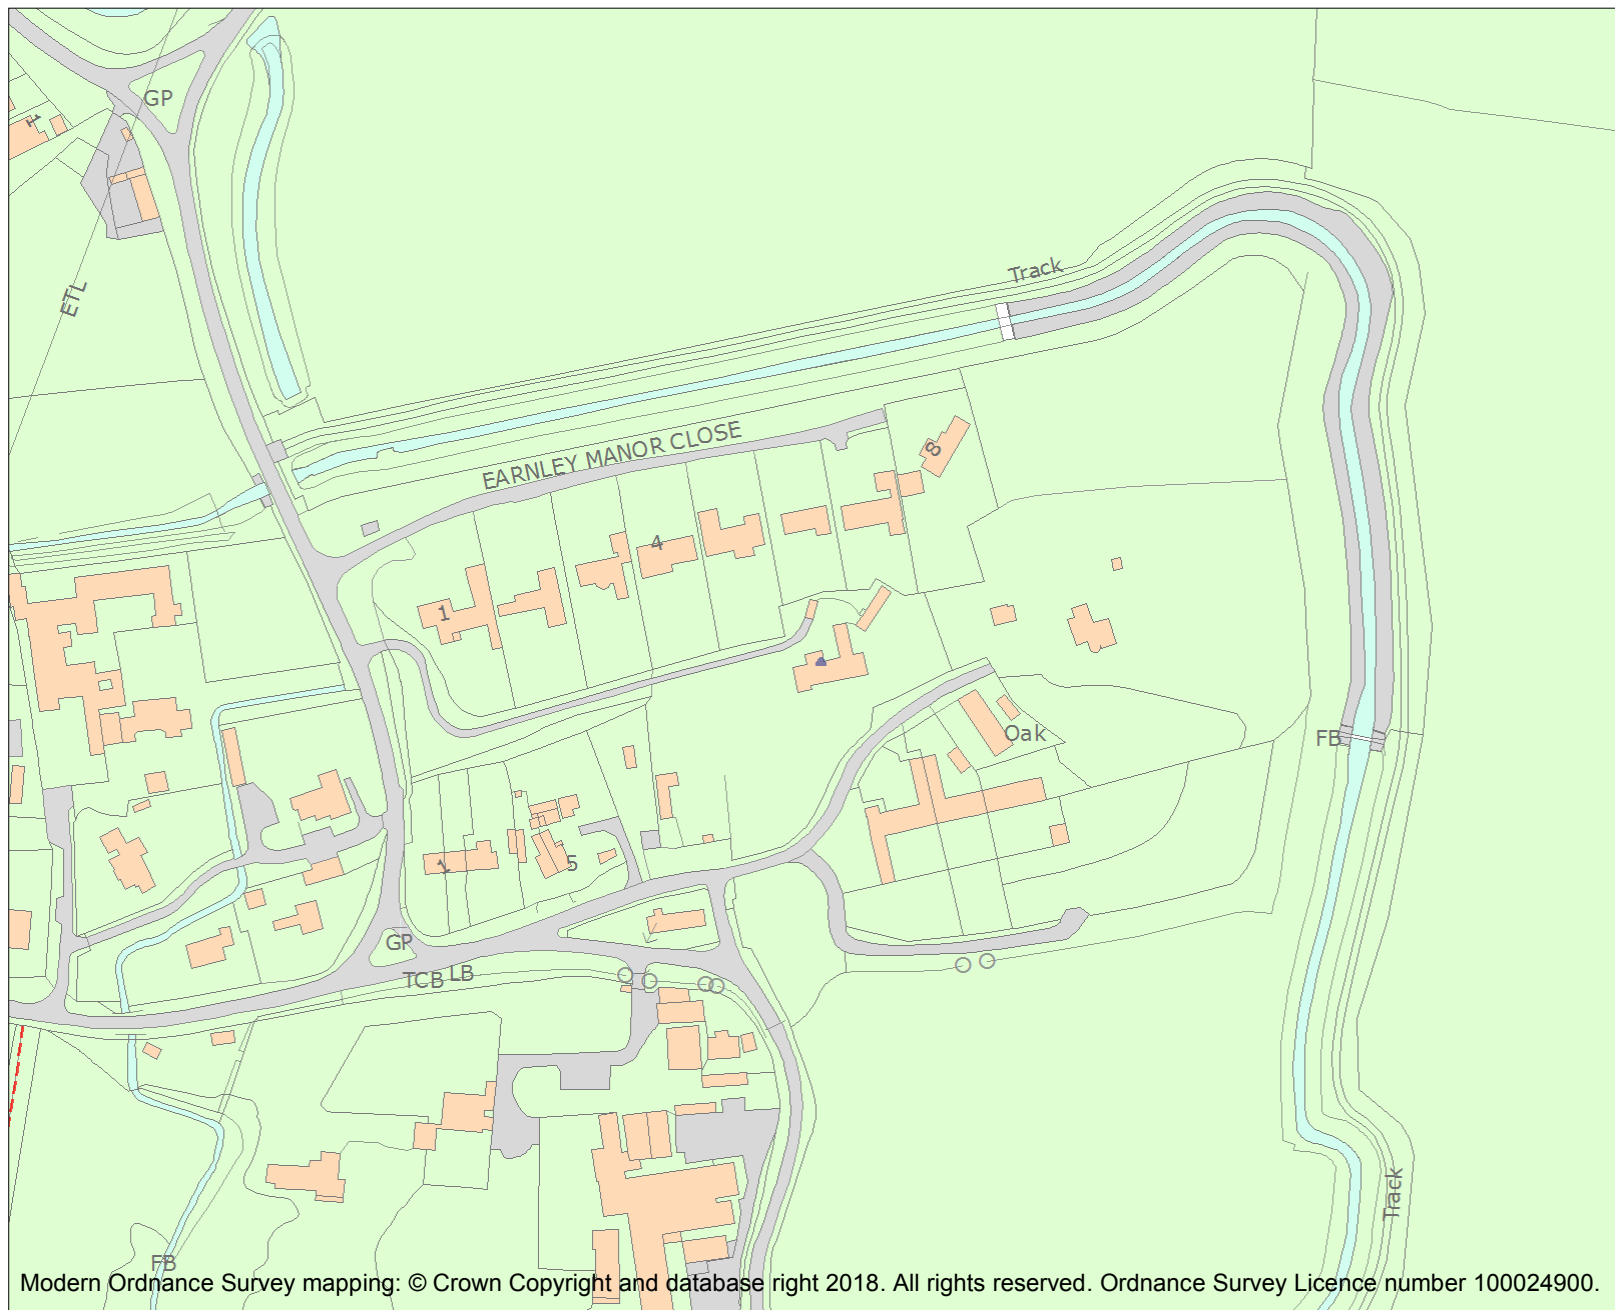 GP
1
ETL
Track
EARNLEY MANOR CLOSE
8
4
1
Oak
FB
1
5
GP
TCB LB
Track
FB
Modern Ordnance Survey mapping: © Crown Copyright and database right 2018. All rights reserved. Ordnance Survey Licence number 100024900.